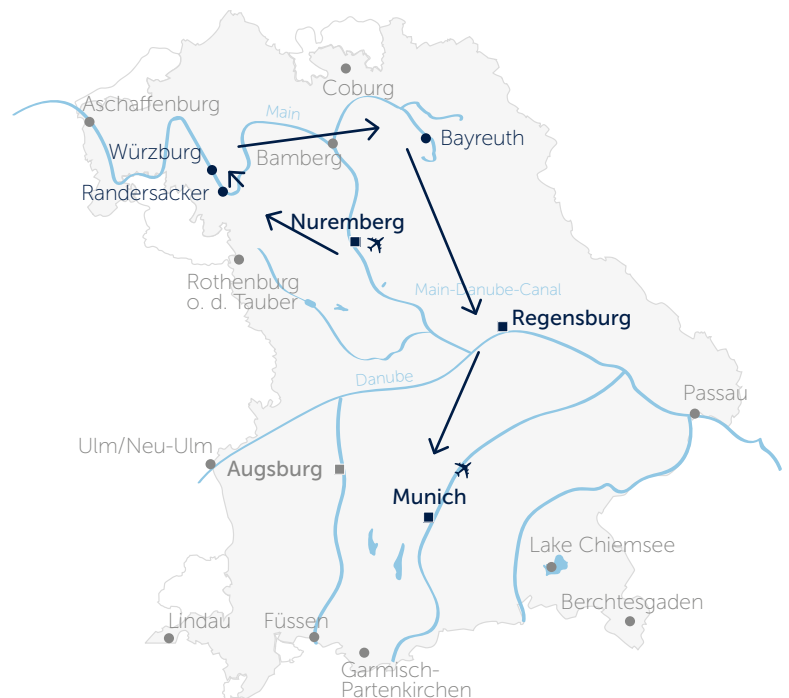 Coburg
Aschaffenburg
Main
Würzburg
Bamberg
Bayreuth
Randersacker
Nuremberg
Rothenburg
o. d. Tauber
Main-Danube-Canal
Regensburg
Danube
Passau
Ulm/Neu-Ulm
Augsburg
Munich
Lake Chiemsee
Berchtesgaden
Lindau
Füssen
Garmisch-
Partenkirchen